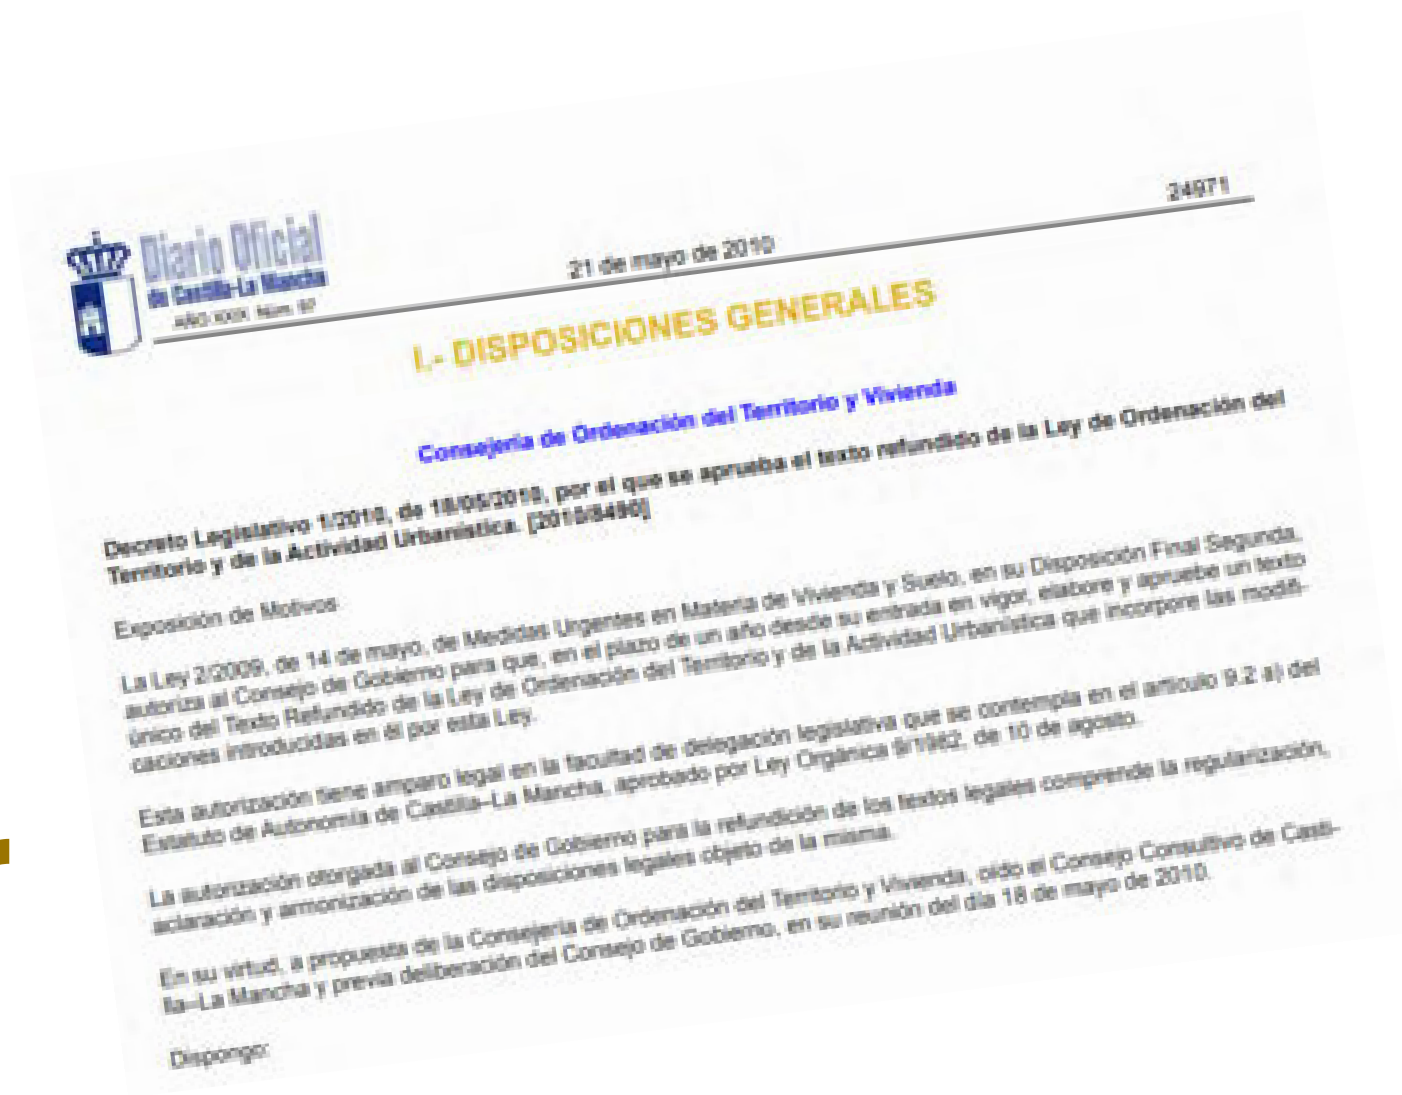 24971
Diario Oficial
de Castilla-La Mancha
AÑO XXIX Núm. 97
21 de mayo de 2010
I.- DISPOSICIONES GENERALES
Consejería de Ordenación del Territorio y Vivienda
Decreto Legislativo 1/2010, de 18/05/2010, por el que se aprueba el texto refundido de la Ley de Ordenación del
Territorio y de la Actividad Urbanística. [2010/8490]
Exposición de Motivos
La Ley 2/2009, de 14 de mayo, de Medidas Urgentes en Materia de Vivienda y Suelo, en su Disposición Final Segunda,
autoriza al Consejo de Gobierno para que, en el plazo de un año desde su entrada en vigor, elabore y apruebe un texto
único del Texto Refundido de la Ley de Ordenación del Territorio y de la Actividad Urbanística que incorpore las modifi-
caciones introducidas en él por esta Ley.
Esta autorización tiene amparo legal en la facultad de delegación legislativa que se contempla en el artículo 9.2 a) del
Estatuto de Autonomía de Castilla–La Mancha, aprobado por Ley Orgánica 9/1982, de 10 de agosto.
La autorización otorgada al Consejo de Gobierno para la refundición de los textos legales comprende la regularización,
aclaración y armonización de las disposiciones legales objeto de la misma.
En su virtud, a propuesta de la Consejería de Ordenación del Territorio y Vivienda, oído el Consejo Consultivo de Casti-
lla–La Mancha y previa deliberación del Consejo de Gobierno, en su reunión del día 18 de mayo de 2010.
Dispongo: